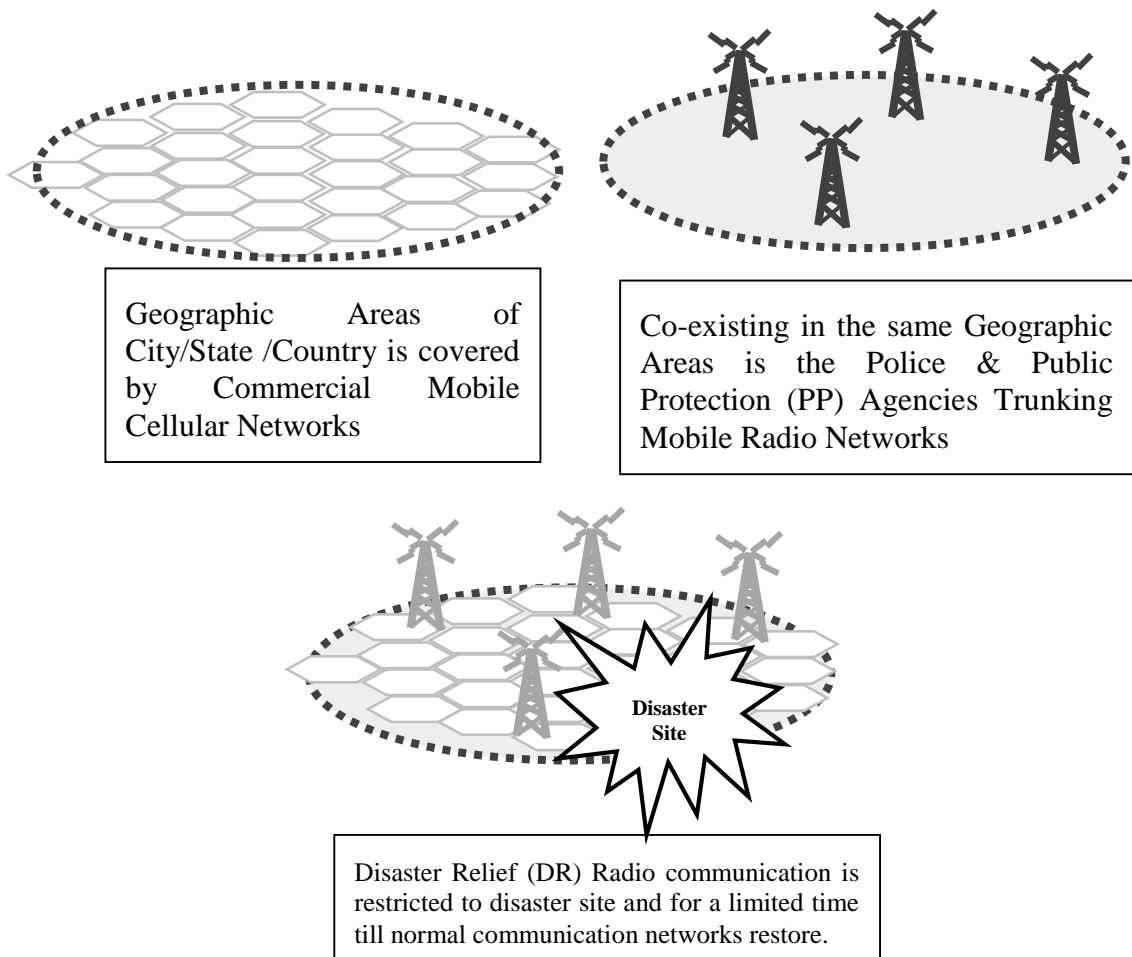 Geographic Areas of
City/State /Country is covered
by Commercial Mobile
Cellular Networks
Co-existing in the same Geographic
Areas is the Police & Public
Protection (PP) Agencies Trunking
Mobile Radio Networks
Disaster
Site
Disaster Relief (DR) Radio communication is
restricted to disaster site and for a limited time
till normal communication networks restore.